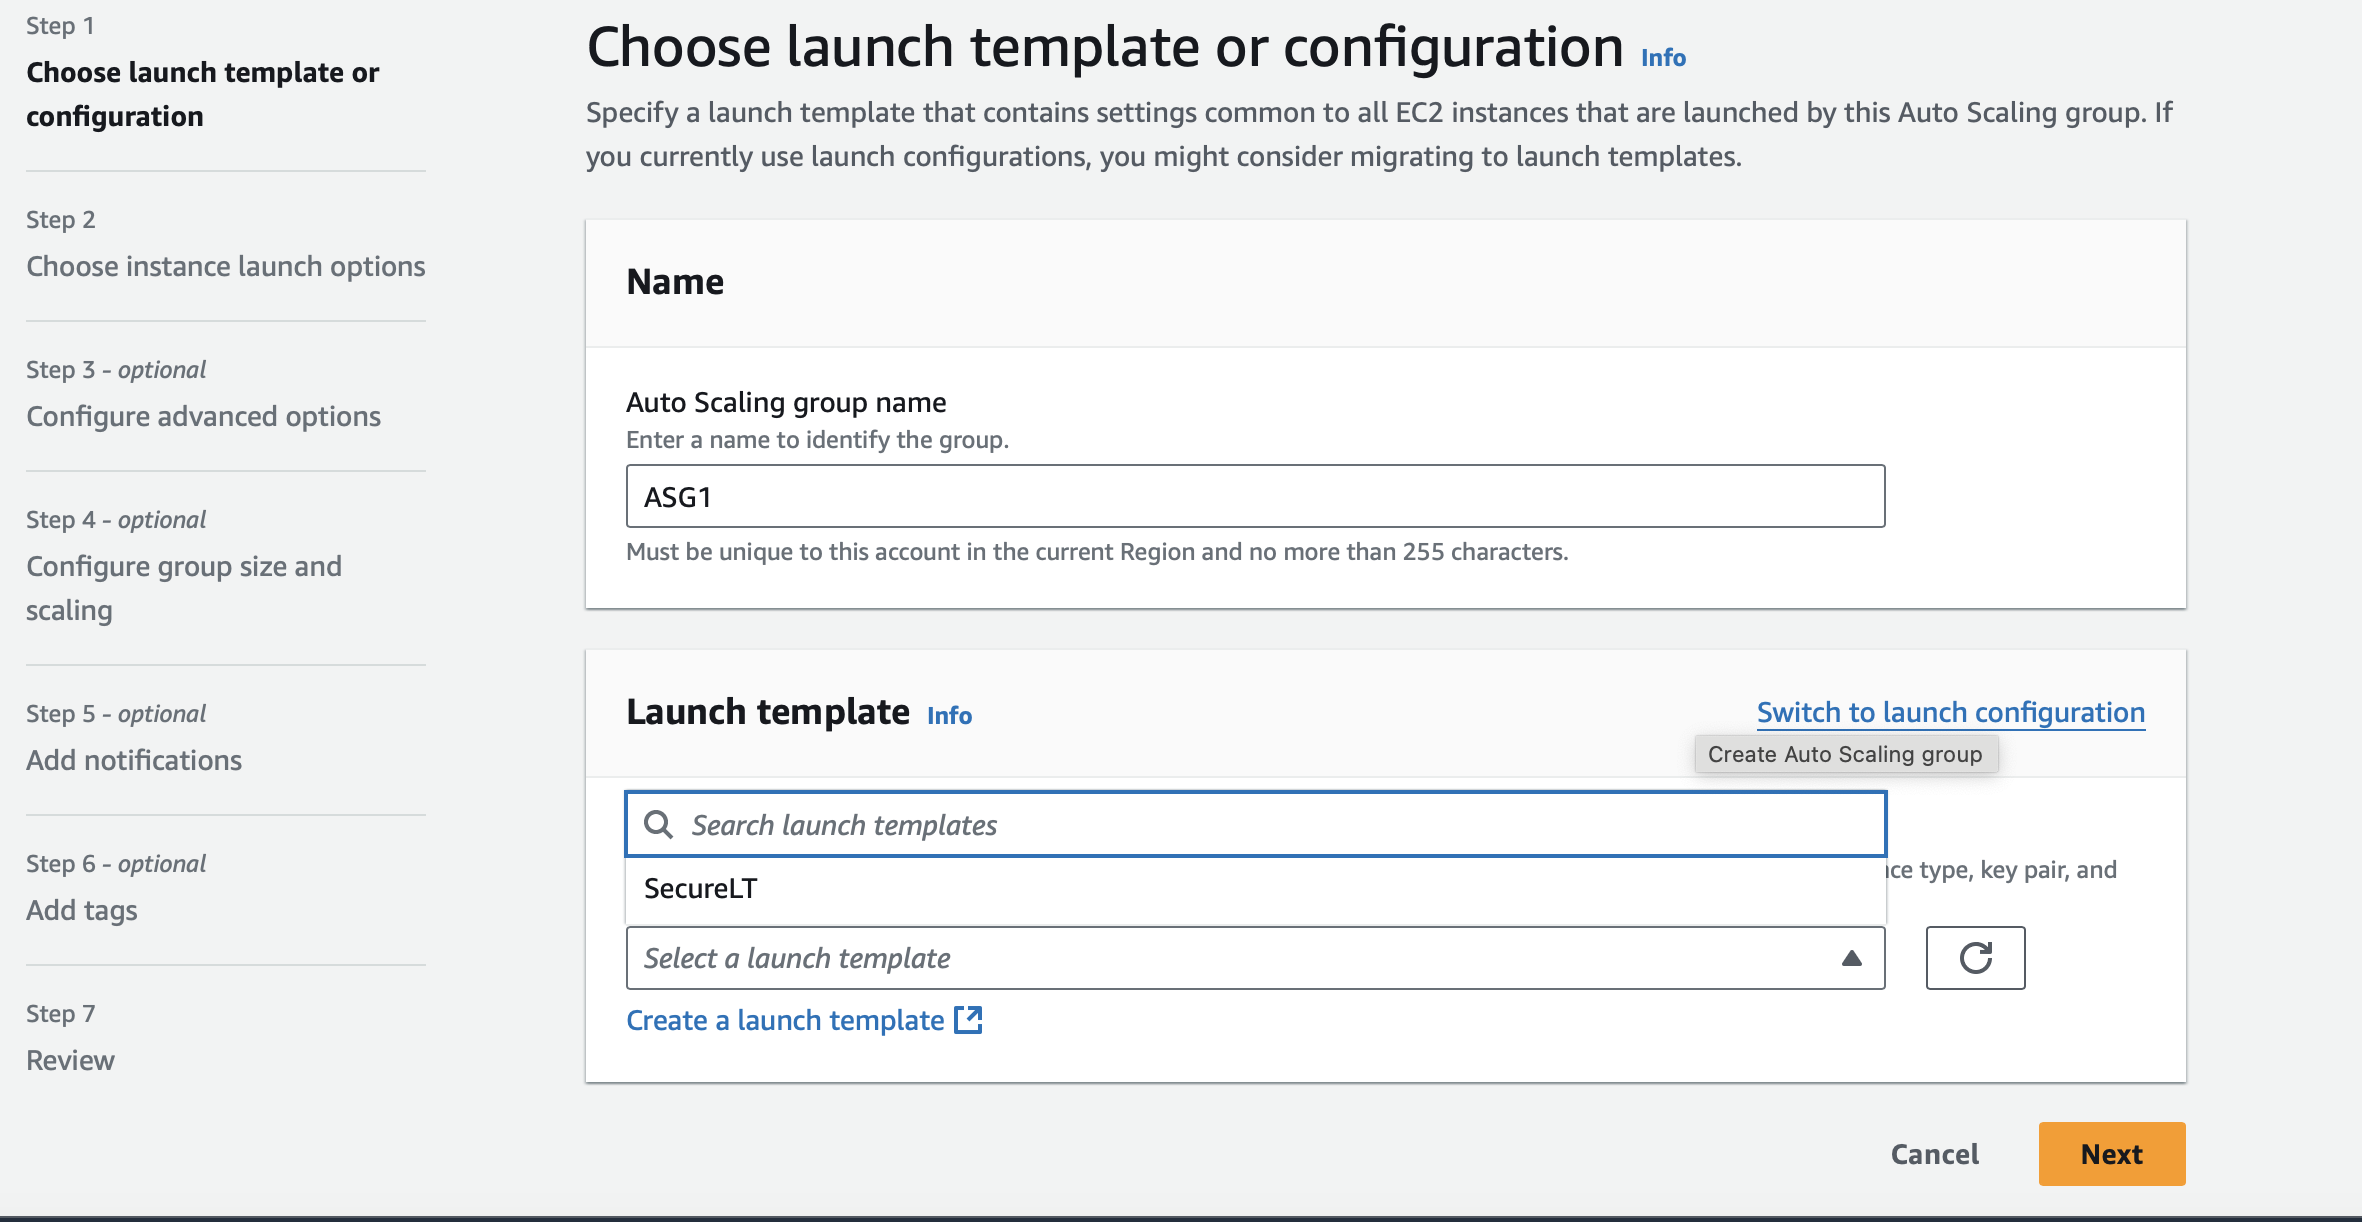 Step 1
Choose launch template or
configuration
Step 2
Choose instance launch options
Step 3 - optional
Configure advanced options
Step 4 - optional
Configure group size and
scaling
Step 5 - optional
Add notifications
Step 6 - optional
Add tags
Step 7
Review
Choose launch template or configuration Info
Specify a launch template that contains settings common to all EC2 instances that are launched by this Auto Scaling group. If
you currently use launch configurations, you might consider migrating to launch templates.
Name
Auto Scaling group name
Enter a name to identify the group.
ASG1
Must be unique to this account in the current Region and no more than 255 characters.
Launch template Info
Switch to launch configuration
Create Auto Scaling group
Search launch templates
type, key pair, and
SecureLT
Select a launch template
Create a launch template
Cancel
Next